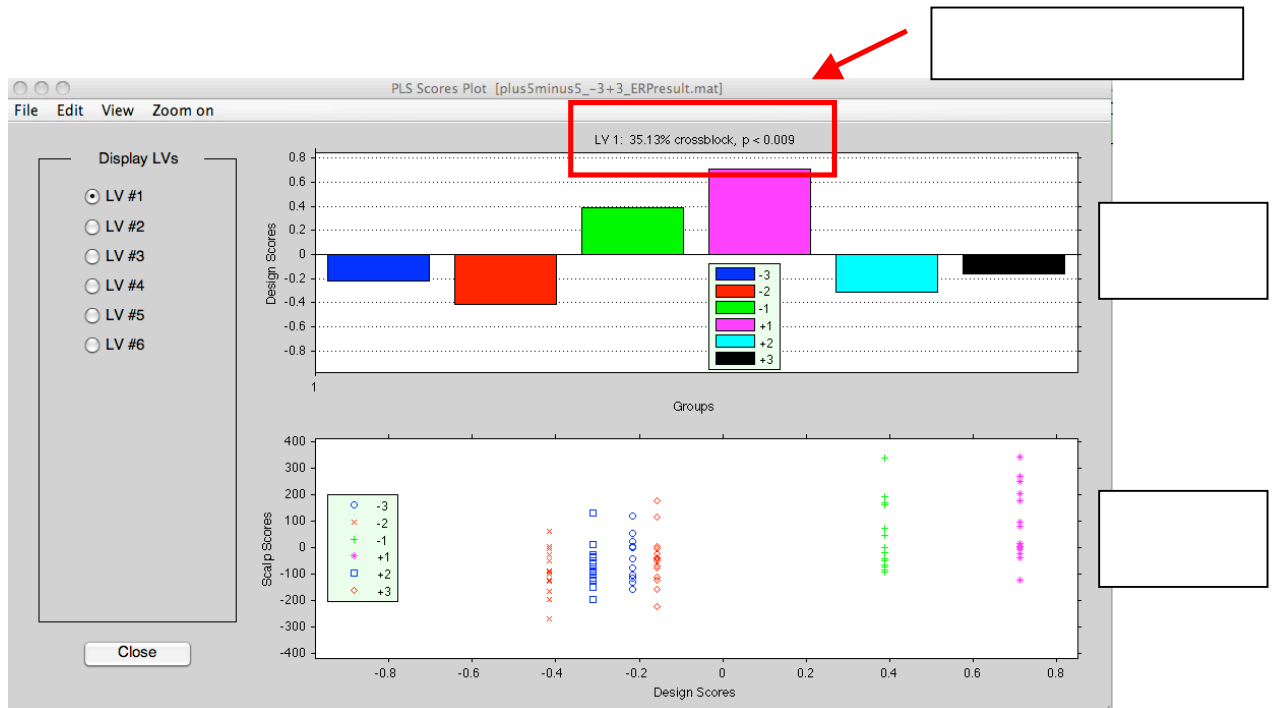 PLS Scores Plot [plus5minus5_-3+3_ERPresult.mat]
File Edit View Zoom on
LV 1: 35.13% crossblock, p < 0.009
Display LVs
LV #1
LV #2
LV #3
LV #4
LV #5
LV #6
Close
0.8
0.6
0.4
0.2
0
-0.2
-0.4
-0.6
-0.8
Design Scores
-3
-2
-1
+1
+2
+3
1
Groups
400
300
200
100
0
-100
-200
-300
-400
Scalp Scores
-3
-2
-1
+1
+2
+3
-0.8 -0.6 -0.4 -0.2 0 0.2 0.4 0.6 0.8
Design Scores